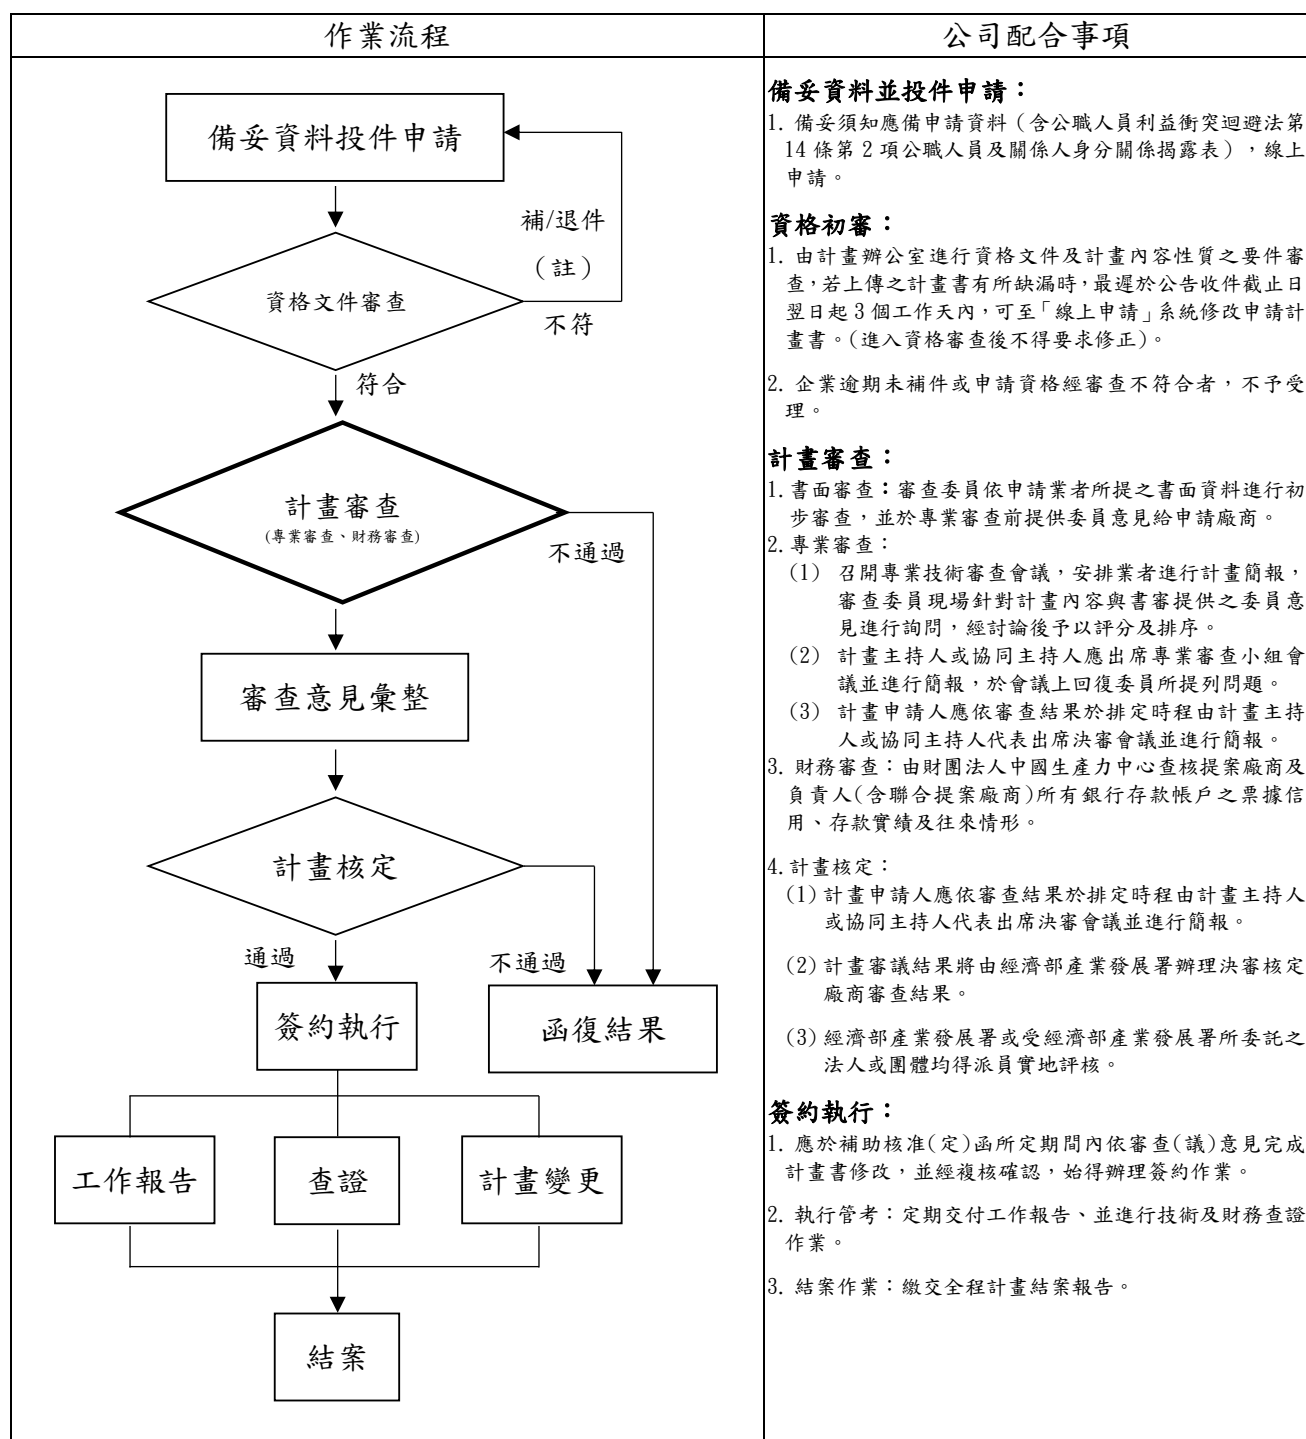 作業流程
公司配合事項
備妥資料投件申請
補/退件
（註）
資格文件審查
不符
符合
計畫審查
(專業審查、財務審查)
不通過
審查意見彙整
計畫核定
通過
不通過
簽約執行
函復結果
工作報告
查證
計畫變更
結案
備妥資料並投件申請：
1. 備妥須知應備申請資料（含公職人員利益衝突迴避法第
14 條第 2 項公職人員及關係人身分關係揭露表），線上
申請。
資格初審：
1. 由計畫辦公室進行資格文件及計畫內容性質之要件審
查，若上傳之計畫書有所缺漏時，最遲於公告收件截止日
翌日起 3 個工作天內，可至「線上申請」系統修改申請計
畫書。(進入資格審查後不得要求修正)。
2. 企業逾期未補件或申請資格經審查不符合者，不予受
理。
計畫審查：
1. 書面審查：審查委員依申請業者所提之書面資料進行初
步審查，並於專業審查前提供委員意見給申請廠商。
2. 專業審查：
(1) 召開專業技術審查會議，安排業者進行計畫簡報，
審查委員現場針對計畫內容與書審提供之委員意
見進行詢問，經討論後予以評分及排序。
(2) 計畫主持人或協同主持人應出席專業審查小組會
議並進行簡報，於會議上回復委員所提列問題。
(3) 計畫申請人應依審查結果於排定時程由計畫主持
人或協同主持人代表出席決審會議並進行簡報。
3. 財務審查：由財團法人中國生產力中心查核提案廠商及
負責人(含聯合提案廠商)所有銀行存款帳戶之票據信
用、存款實績及往來情形。
4. 計畫核定：
(1) 計畫申請人應依審查結果於排定時程由計畫主持人
或協同主持人代表出席決審會議並進行簡報。
(2) 計畫審議結果將由經濟部產業發展署辦理決審核定
廠商審查結果。
(3) 經濟部產業發展署或受經濟部產業發展署所委託之
法人或團體均得派員實地評核。
簽約執行：
1. 應於補助核准(定)函所定期間內依審查(議)意見完成
計畫書修改，並經複核確認，始得辦理簽約作業。
2. 執行管考：定期交付工作報告、並進行技術及財務查證
作業。
3. 結案作業：繳交全程計畫結案報告。